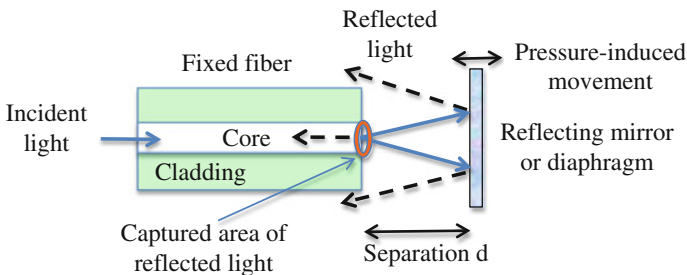 Reflected
light
Pressure-induced
movement
Fixed fiber
Incident
light
Core
Reflecting mirror
or diaphragm
Cladding
Captured area of
reflected light
Separation d